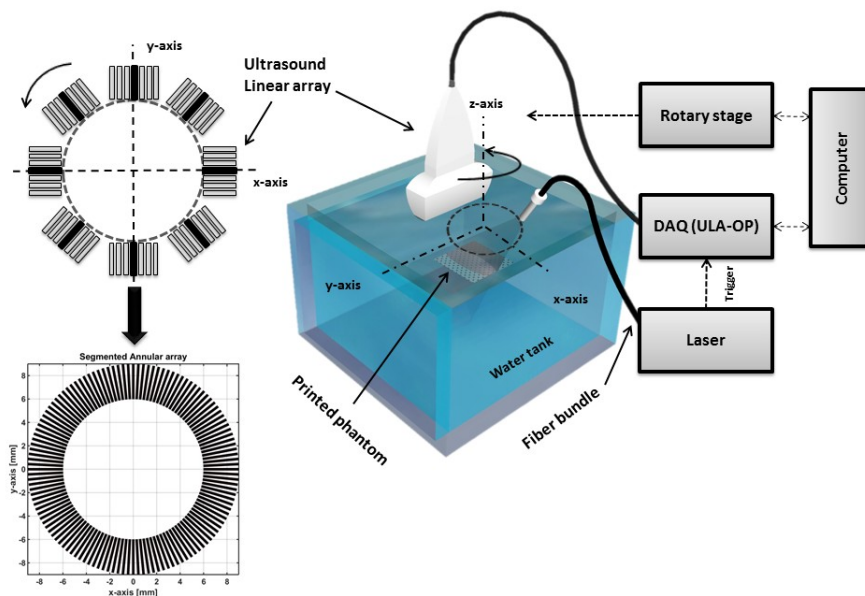 y-axis
Ultrasound
Linear array
x-axis
z-axis
Rotary stage
Computer
DAQ (ULA-OP)
Trigger
Laser
y-axis
x-axis
Water tank
Printed phantom
Fiber bundle
Segmented Annular array
8
6
4
2
0
-2
-4
-6
-8
y-axis [mm]
-8 -6 -4 -2 0 2 4 6 8
x-axis [mm]